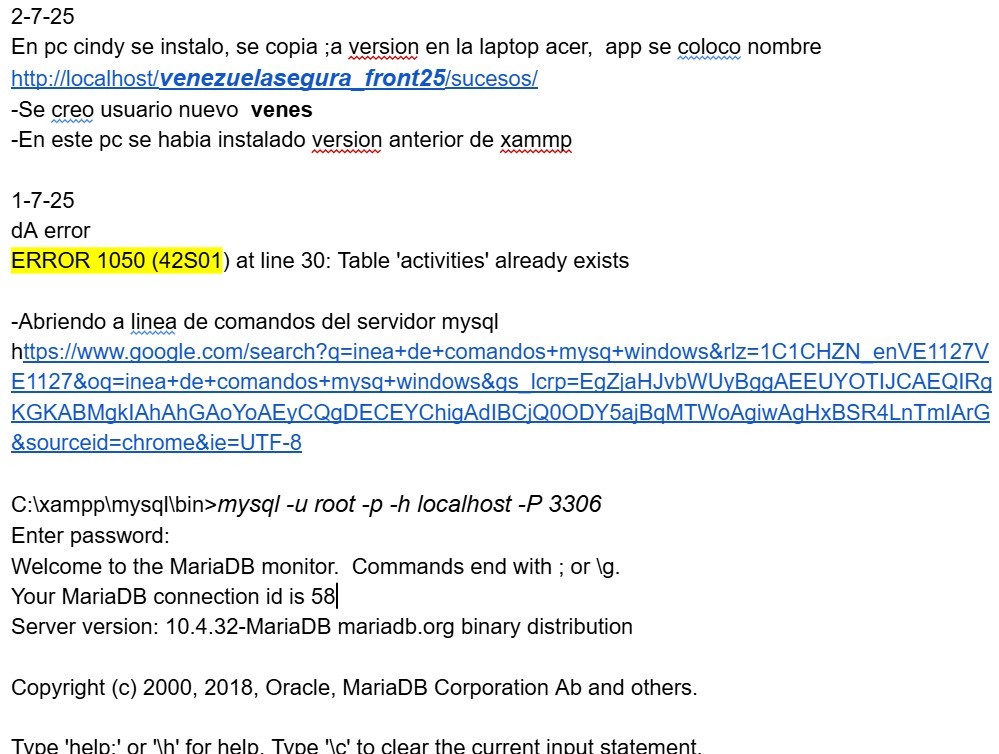 2-7-25
En pc cindy se instalo, se copia ;a version en la laptop acer,  app se coloco nombre
http://localhost/venezuelasegura_front25/sucesos/
-Se creo usuario nuevo  venes
-En este pc se habia instalado version anterior de xammp
1-7-25
dA error
ERROR 1050 (42S01) at line 30: Table 'activities' already exists
-Abriendo a linea de comandos del servidor mysql
https://www.google.com/search?q=inea+de+comandos+mysq+windows&rlz=1C1CHZN_enVE1127V
E1127&oq=inea+de+comandos+mysq+windows&gs_lcrp=EgZjaHJvbWUyBggAEEUYOTIJCAEQIRg
KGKABMgkIAhAhGAoYoAEyCQgDECEYChigAdIBCjQ0ODY5ajBqMTWoAgiwAgHxBSR4LnTmIArG
&sourceid=chrome&ie=UTF-8
C:\xampp\mysql\bin>mysql -u root -p -h localhost -P 3306
Enter password:
Welcome to the MariaDB monitor.  Commands end with ; or \g.
Your MariaDB connection id is 58
Server version: 10.4.32-MariaDB mariadb.org binary distribution
Copyright (c) 2000, 2018, Oracle, MariaDB Corporation Ab and others.
Type 'help;' or '\h' for help. Type '\c' to clear the current input statement.